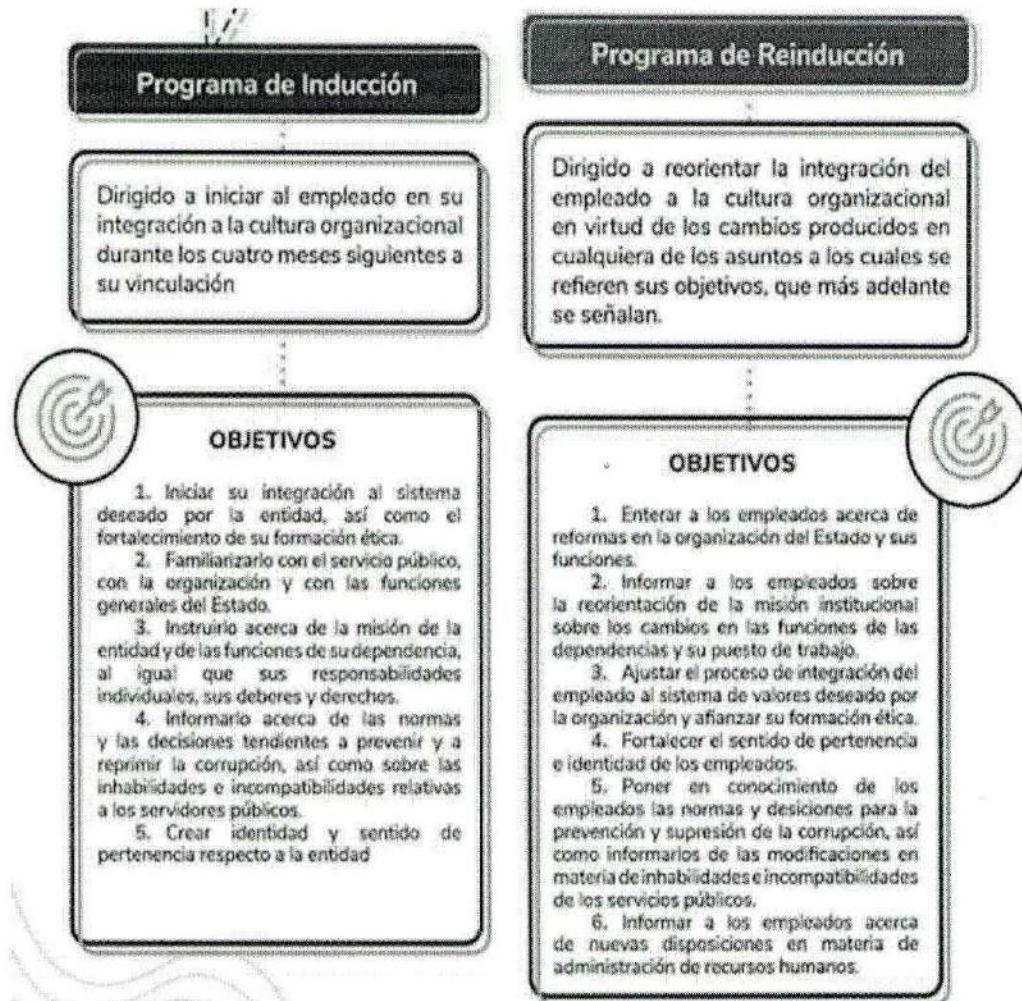 Programa de Inducción
Dirigido a iniciar al empleado en su
integración a la cultura organizacional
durante los cuatro meses siguientes a
su vinculación
OBJETIVOS
1. Iniciar su integración al sistema
deseado por la entidad, así como el
fortalecimiento de su formación ética.
2. Familiarizarlo con el servicio público,
con la organización y con las funciones
generales del Estado.
3. Instruirlo acerca de la misión de la
entidad y de las funciones de su dependencia,
al igual que sus responsabilidades
individuales, sus deberes y derechos.
4. Informarlo acerca de las normas
y las decisiones tendientes a prevenir y a
reprimir la corrupción, así como sobre las
inhabilidades e incompatibilidades relativas
a los servidores públicos.
5. Crear identidad y sentido de
pertenencia respecto a la entidad
Programa de Reinducción
Dirigido a reorientar la integración del
empleado a la cultura organizacional
en virtud de los cambios producidos en
cualquiera de los asuntos a los cuales se
refieren sus objetivos, que más adelante
se señalan.
OBJETIVOS
1. Enterar a los empleados acerca de
reformas en la organización del Estado y sus
funciones.
2. Informar a los empleados sobre
la reorientación de la misión institucional
sobre los cambios en las funciones de las
dependencias y su puesto de trabajo.
3. Ajustar el proceso de integración del
empleado al sistema de valores deseado por
la organización y afianzar su formación ética.
4. Fortalecer el sentido de pertenencia
e identidad de los empleados.
5. Poner en conocimiento de los
empleados las normas y desiciones para la
prevención y supresión de la corrupción, así
como informarlos de las modificaciones en
materia de inhabilidades e incompatibilidades
de los servicios públicos.
6. Informar a los empleados acerca
de nuevas disposiciones en materia de
administración de recursos humanos.